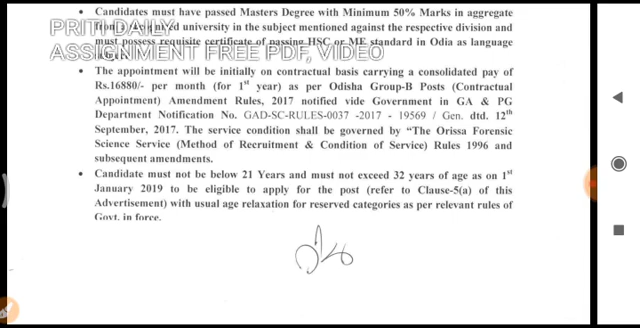 • Candidates must have passed Masters Degree with Minimum 50% Marks in aggregate
university in the subject mentioned against the respective division and
must possess requisite certificate of passing HSC or ME standard in Odia as language
PRITI DAILY
ASSIGNMENT FREE PDF, VIDEO
• The appointment will be initially on contractual basis carrying a consolidated pay of
Rs.16880/- per month (for 1st year) as per Odisha Group-B Posts (Contractual
Appointment) Amendment Rules, 2017 notified vide Government in GA & PG
Department Notification No. GAD-SC-RULES-0037 -2017 - 19569 / Gen. dtd. 12th
September, 2017. The service condition shall be governed by "The Orissa Forensic
Science Service (Method of Recruitment & Condition of Service) Rules 1996 and
subsequent amendments.
• Candidate must not be below 21 Years and must not exceed 32 years of age as on 1st
January 2019 to be eligible to apply for the post (refer to Clause-5(a) of this
Advertisement) with usual age relaxation for reserved categories as per relevant rules of
Govt. in force.